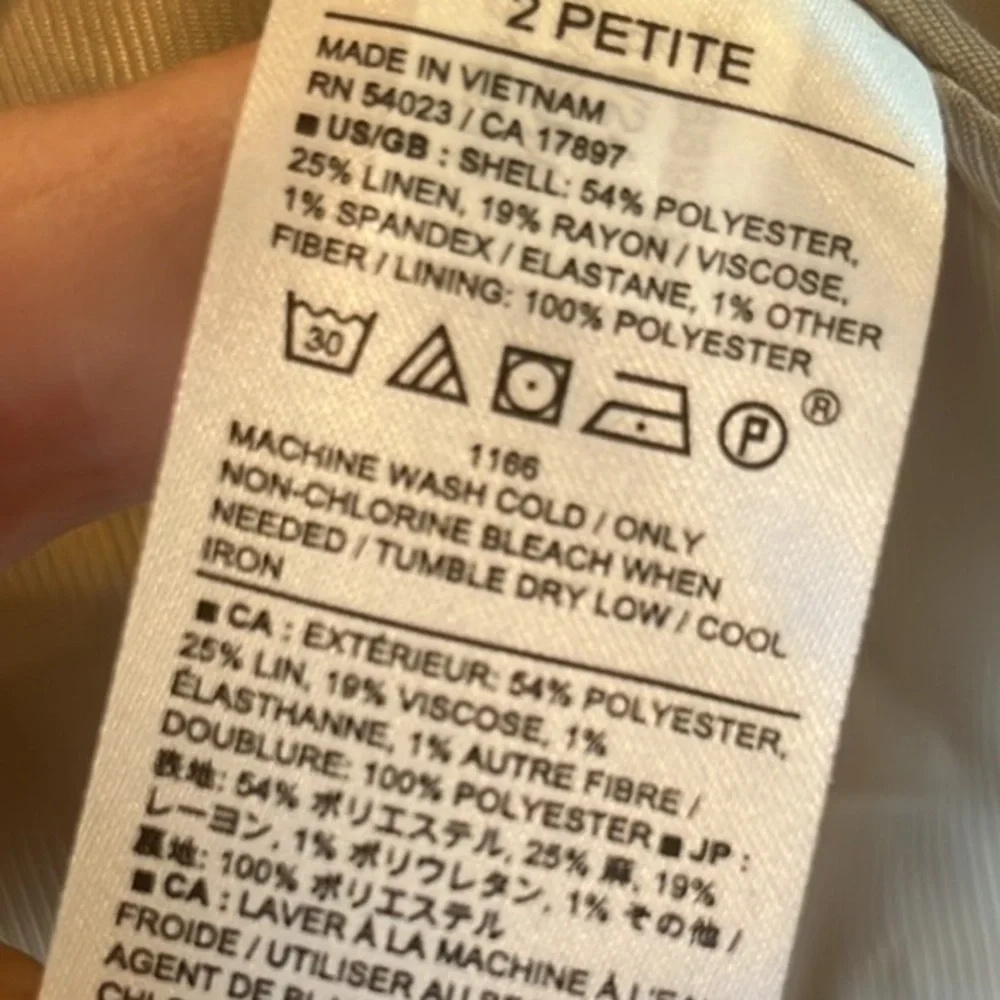 2 PETITE
MADE IN VIETNAM
RN 54023 / CA 17897
■ US/GB : SHELL: 54% POLYESTER,
25% LINEN, 19% RAYON / VISCOSE,
1% SPANDEX / ELASTANE, 1% OTHER
FIBER / LINING: 100% POLYESTER
30
P
®
1166
MACHINE WASH COLD / ONLY
NON-CHLORINE BLEACH WHEN
NEEDED / TUMBLE DRY LOW / COOL
IRON
■ CA : EXTÉRIEUR: 54% POLYESTER,
25% LIN, 19% VISCOSE, 1%
ÉLASTHANNE, 1% AUTRE FIBRE /
DOUBLURE: 100% POLYESTER ■ JP :
表地: 54% ポリエステル, 25% 麻, 19%
レーヨン, 1% ポリウレタン, 1% その他 /
裏地: 100% ポリエステル
■ CA : LAVER À LA MACHINE À
FROIDE / UTILISER AU
AGENT DE